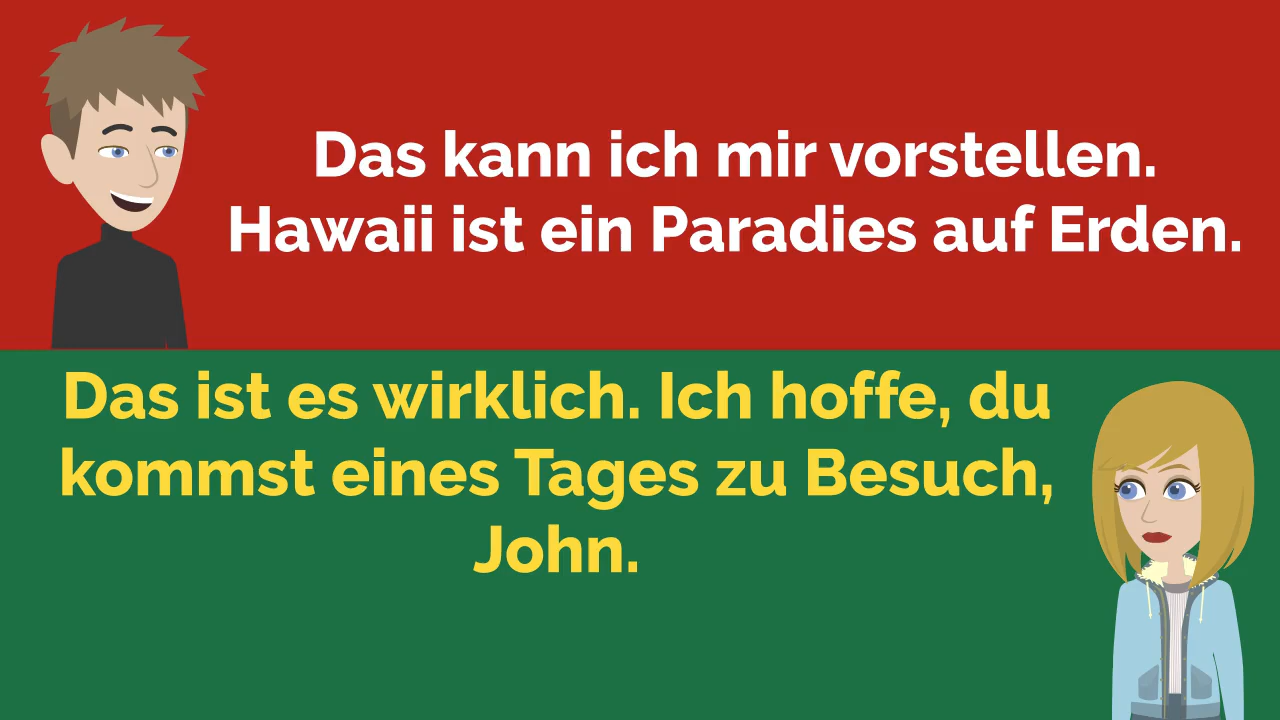 Das kann ich mir vorstellen.
Hawaii ist ein Paradies auf Erden.
Das ist es wirklich. Ich hoffe, du
kommst eines Tages zu Besuch,
John.